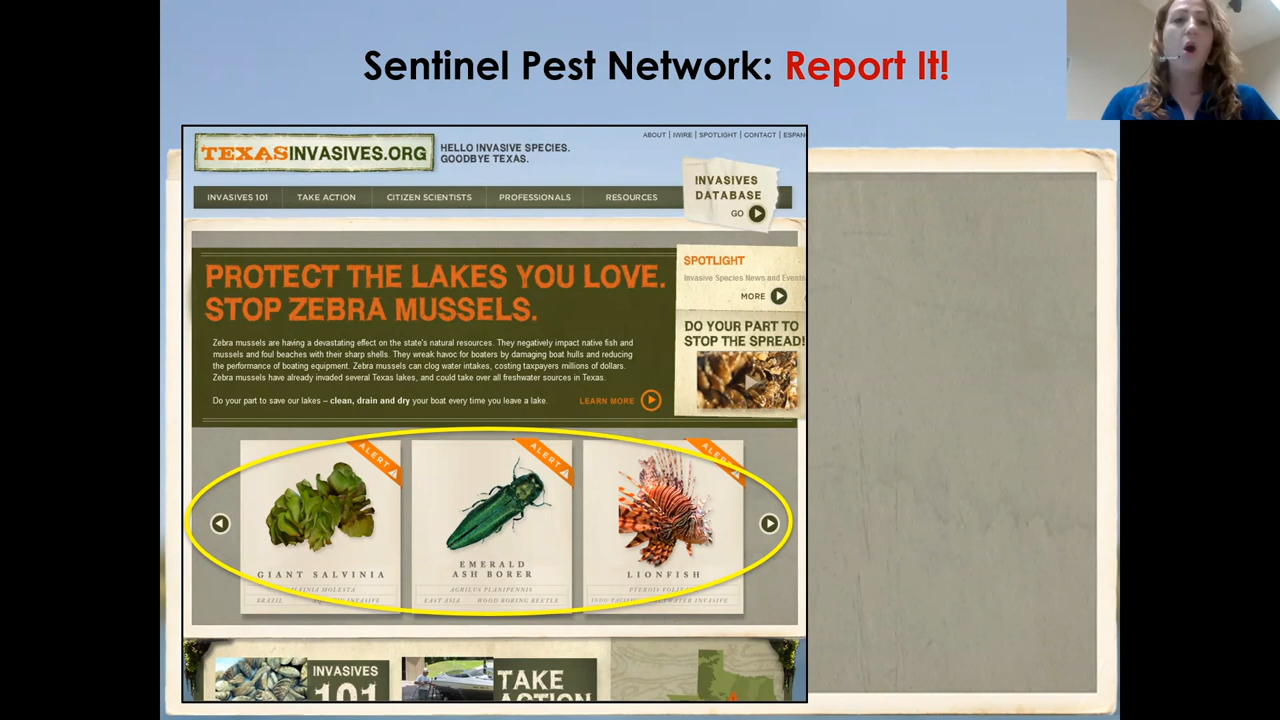 Sentinel Pest Network: Report It!
ABOUT | IWIRE | SPOTLIGHT | CONTACT | ESPAN
TEXASINVASIVES.ORG
HELLO INVASIVE SPECIES.
GOODBYE TEXAS.
INVASIVES 101
TAKE ACTION
CITIZEN SCIENTISTS
PROFESSIONALS
RESOURCES
INVASIVES
DATABASE
GO
PROTECT THE LAKES YOU LOVE.
STOP ZEBRA MUSSELS.
Zebra mussels are having a devastating effect on the state's natural resources. They negatively impact native fish and
mussels and foul beaches with their sharp shells. They wreak havoc for boaters by damaging boat hulls and reducing
the performance of boating equipment. Zebra mussels can clog water intakes, costing taxpayers millions of dollars.
Zebra mussels have already invaded several Texas lakes, and could take over all freshwater sources in Texas.
Do your part to save our lakes – clean, drain and dry your boat every time you leave a lake.
LEARN MORE
SPOTLIGHT
Invasive Species News and Events
MORE
DO YOUR PART TO
STOP THE SPREAD!
ALERT
GIANT SALVINIA
MOLESTA
BRAZIL
ALERT
EMERALD
ASH BORER
AGRILUS PLANIPENNIS
EAST ASIA
WOOD BORING BEETLE
ALERT
LIONFISH
PTEROIS
INVASIVE
INVASIVES
101
TAKE
ACTION